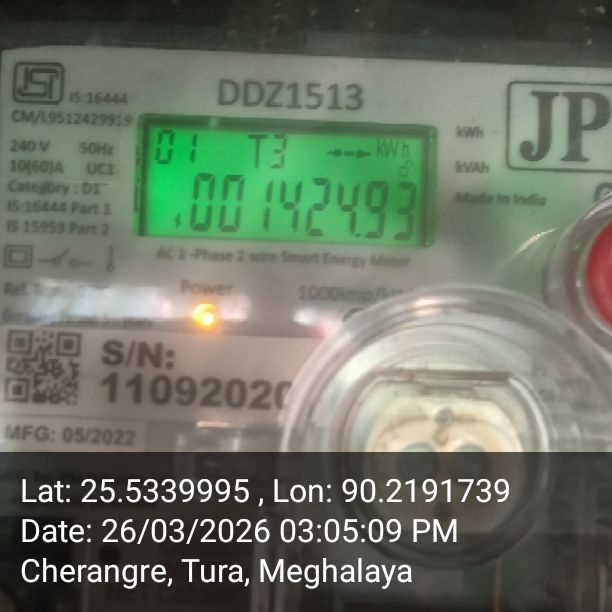 DDZ1513
JP
IS:16444
CM/L9512429919
240 V 50Hz
10(60)A UC1
Category : D1
IS:16444 Part 1
IS 15959 Part 2
01 T3 kWh
001424.93
kWh
kVAh
Made in India
AC 1-Phase 2 wire Smart Energy Meter
Power
S/N:
11092020
MFG: 05/2022
Lat: 25.5339995 , Lon: 90.2191739
Date: 26/03/2026 03:05:09 PM
Cherangre, Tura, Meghalaya